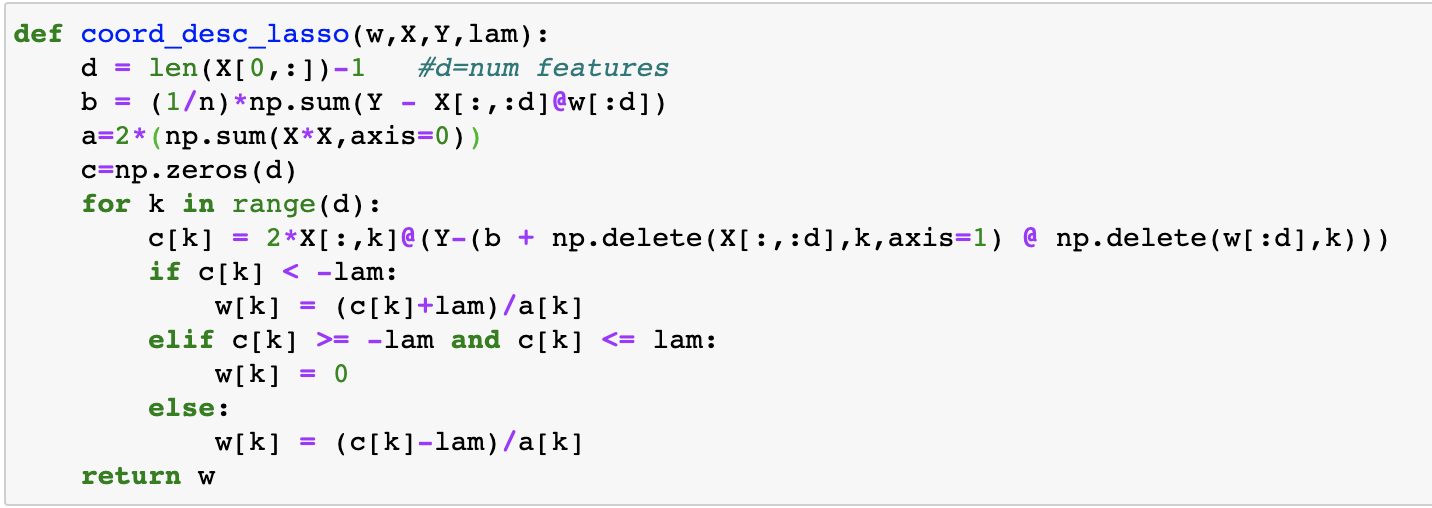 def coord_desc_lasso(w,X,Y,lam):
    d = len(X[0,:])-1   #d=num features
    b = (1/n)*np.sum(Y - X[:,:d]@w[:d])
    a=2*(np.sum(X*X,axis=0))
    c=np.zeros(d)
    for k in range(d):
        c[k] = 2*X[:,k]@(Y-(b + np.delete(X[:,:d],k,axis=1) @ np.delete(w[:d],k)))
        if c[k] < -lam:
            w[k] = (c[k]+lam)/a[k]
        elif c[k] >= -lam and c[k] <= lam:
            w[k] = 0
        else:
            w[k] = (c[k]-lam)/a[k]
    return w